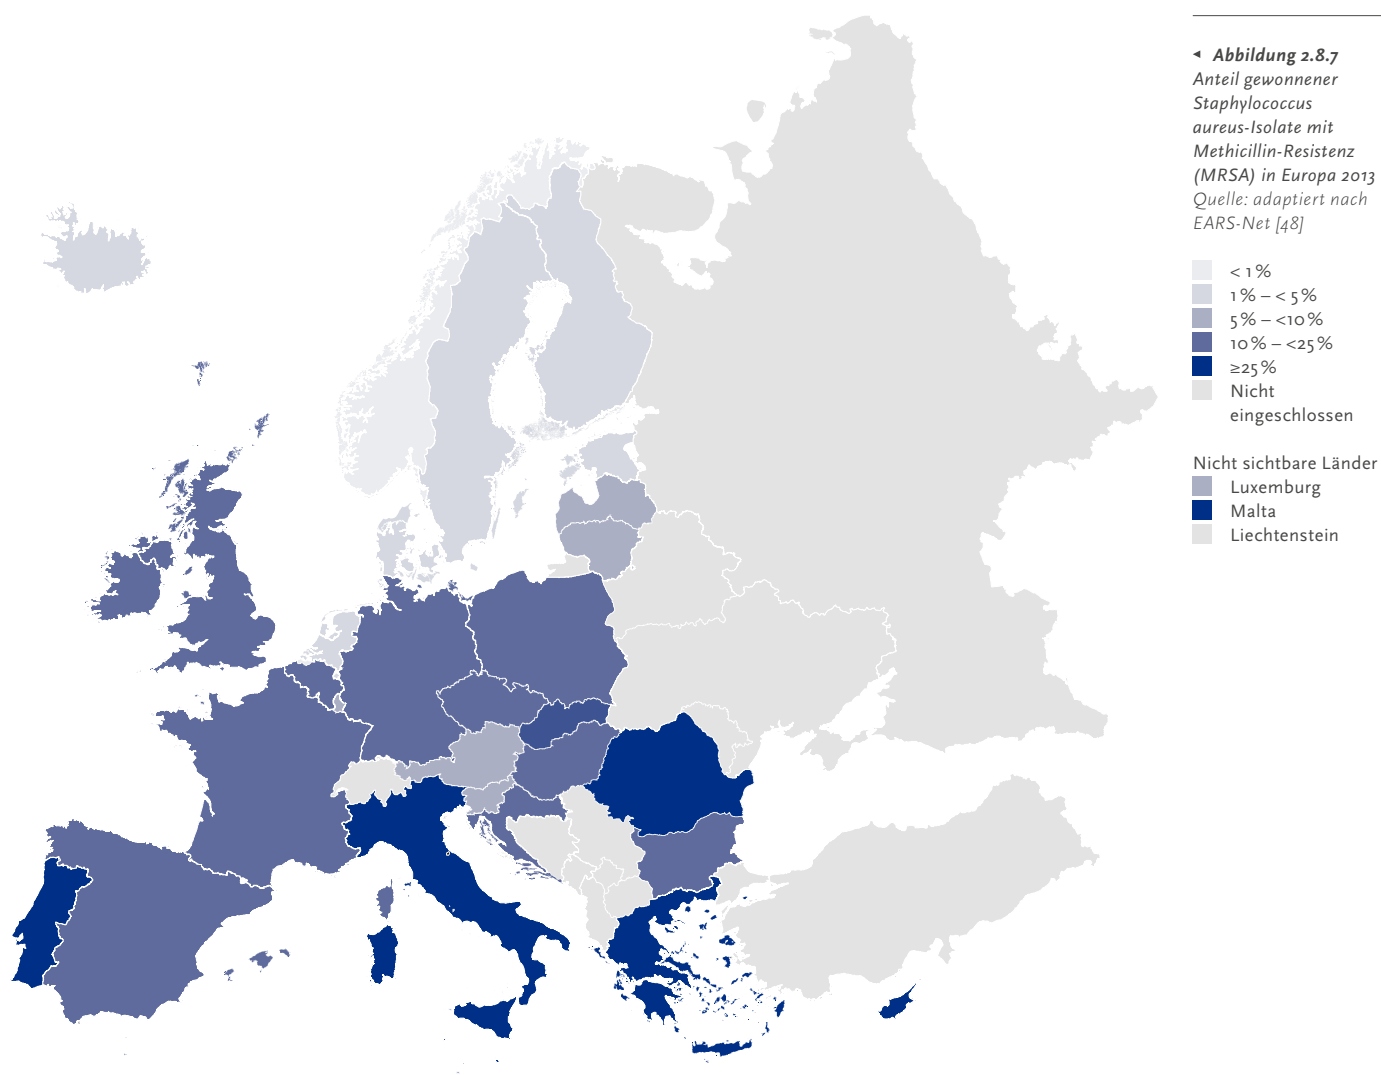 ◂ Abbildung 2.8.7
Anteil gewonnener
Staphylococcus
aureus-Isolate mit
Methicillin-Resistenz
(MRSA) in Europa 2013
Quelle: adaptiert nach
EARS-Net [48]
< 1 %
1 % – < 5 %
5 % – <10 %
10 % – <25 %
≥25 %
Nicht
eingeschlossen
Nicht sichtbare Länder
Luxemburg
Malta
Liechtenstein